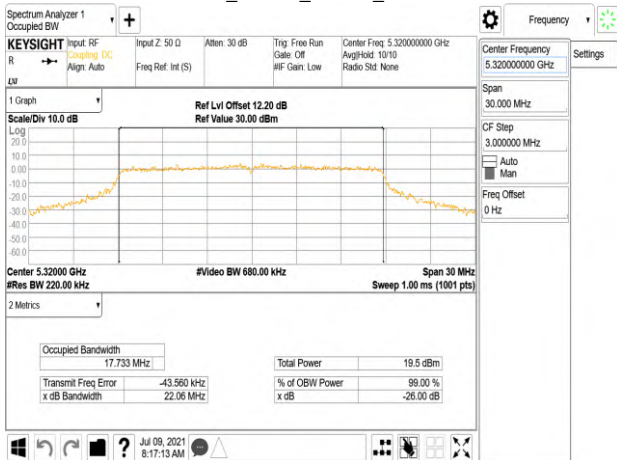 Spectrum Analyzer 1
Occupied BW
+
Frequency
KEYSIGHT
R
LXI
Input: RF
Coupling: DC
Align: Auto
Input Z: 50 Ω
Freq Ref: Int (S)
Atten: 30 dB
Trig: Free Run
Gate: Off
#IF Gain: Low
Center Freq: 5.320000000 GHz
Avg|Hold: 10/10
Radio Std: None
Center Frequency
5.320000000 GHz
Settings
Span
30.000 MHz
CF Step
3.000000 MHz
Auto
Man
Freq Offset
0 Hz
1 Graph
Scale/Div 10.0 dB
Ref Lvl Offset 12.20 dB
Ref Value 30.00 dBm
Log
20.0
10.0
0.00
-10.0
-20.0
-30.0
-40.0
-50.0
-60.0
Center 5.32000 GHz
#Video BW 680.00 kHz
Span 30 MHz
#Res BW 220.00 kHz
Sweep 1.00 ms (1001 pts)
2 Metrics
Occupied Bandwidth
17.733 MHz
Total Power 19.5 dBm
Transmit Freq Error -43.560 kHz
% of OBW Power 99.00 %
x dB Bandwidth 22.06 MHz
x dB -26.00 dB
?
Jul 09, 2021
8:17:13 AM